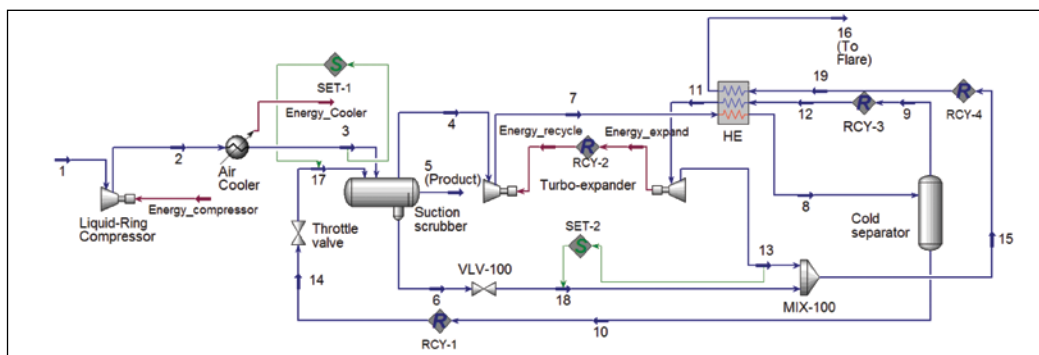 16
(To
Flare)
S
SET-1
Energy_Cooler
11
19
R
RCY-4
7
4
12
R
RCY-3
9
2
3
HE
Energy_recycle
R
RCY-2
Energy_expand
1
Air
Cooler
17
5
(Product)
Turbo-expander
Energy_compressor
Liquid-Ring
Compressor
Suction
scrubber
8
Cold
separator
Throttle
valve
SET-2
S
13
15
14
VLV-100
6
18
MIX-100
R
RCY-1
10